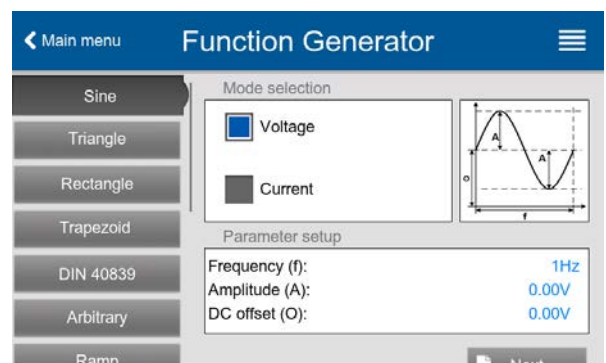 Main menu
Function Generator
Sine
Triangle
Rectangle
Trapezoid
DIN 40839
Arbitrary
Ramp
Mode selection
Voltage
Current
A
A
o
f
Parameter setup
Frequency (f): 1Hz
Amplitude (A): 0.00V
DC offset (O): 0.00V
Next